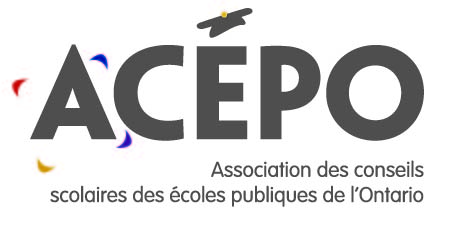 ACÉPO
Association des conseils
scolaires des écoles publiques de l'Ontario